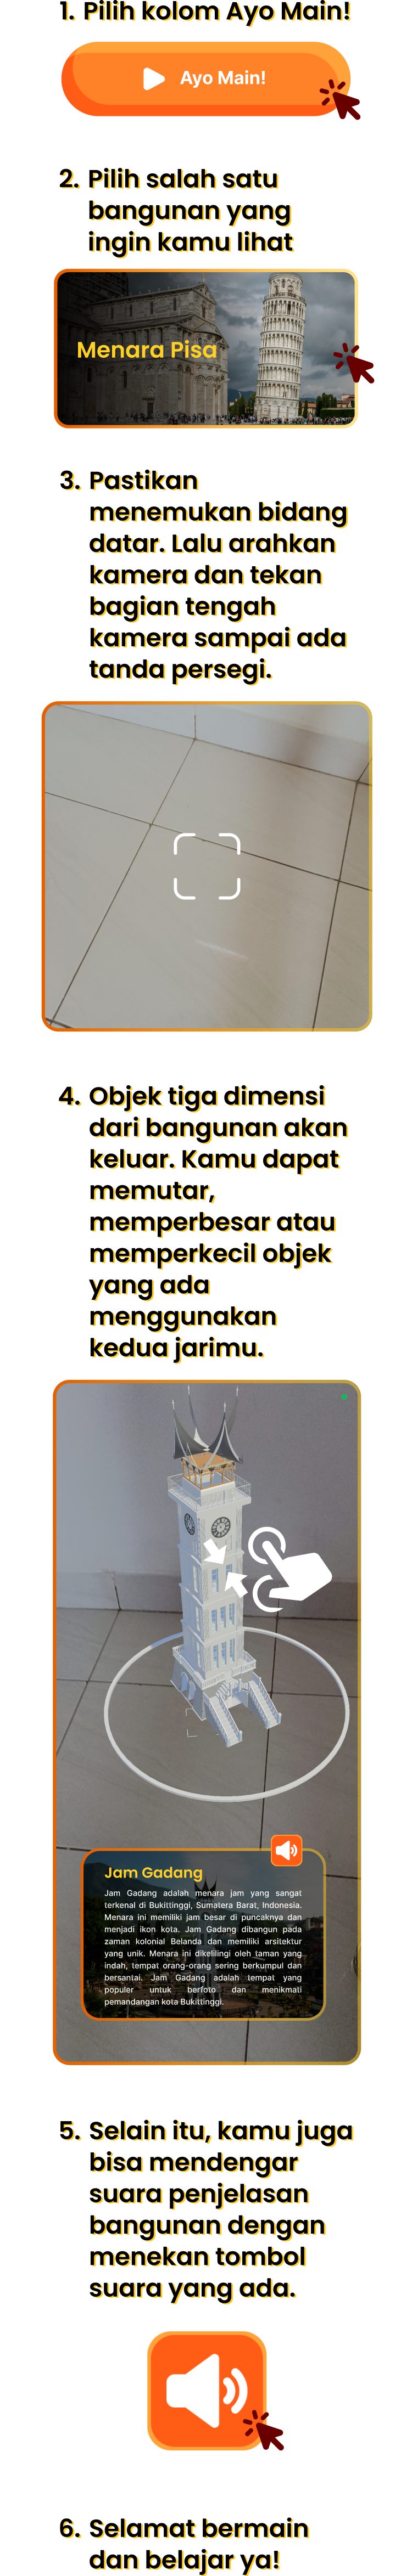 1. Pilih kolom Ayo Main!
Ayo Main!
2. Pilih salah satu
bangunan yang
ingin kamu lihat
Menara Pisa
3. Pastikan
menemukan bidang
datar. Lalu arahkan
kamera dan tekan
bagian tengah
kamera sampai ada
tanda persegi.
4. Objek tiga dimensi
dari bangunan akan
keluar. Kamu dapat
memutar,
memperbesar atau
memperkecil objek
yang ada
menggunakan
kedua jarimu.
Jam Gadang
Jam Gadang adalah menara jam yang sangat
terkenal di Bukittinggi, Sumatera Barat, Indonesia.
Menara ini memiliki jam besar di puncaknya dan
menjadi ikon kota. Jam Gadang dibangun pada
zaman kolonial Belanda dan memiliki arsitektur
yang unik. Menara ini dikelilingi oleh taman yang
indah, tempat orang-orang sering berkumpul dan
bersantai. Jam Gadang adalah tempat yang
populer untuk berfoto dan menikmati
pemandangan kota Bukittinggi.
5. Selain itu, kamu juga
bisa mendengar
suara penjelasan
bangunan dengan
menekan tombol
suara yang ada.
6. Selamat bermain
dan belajar ya!